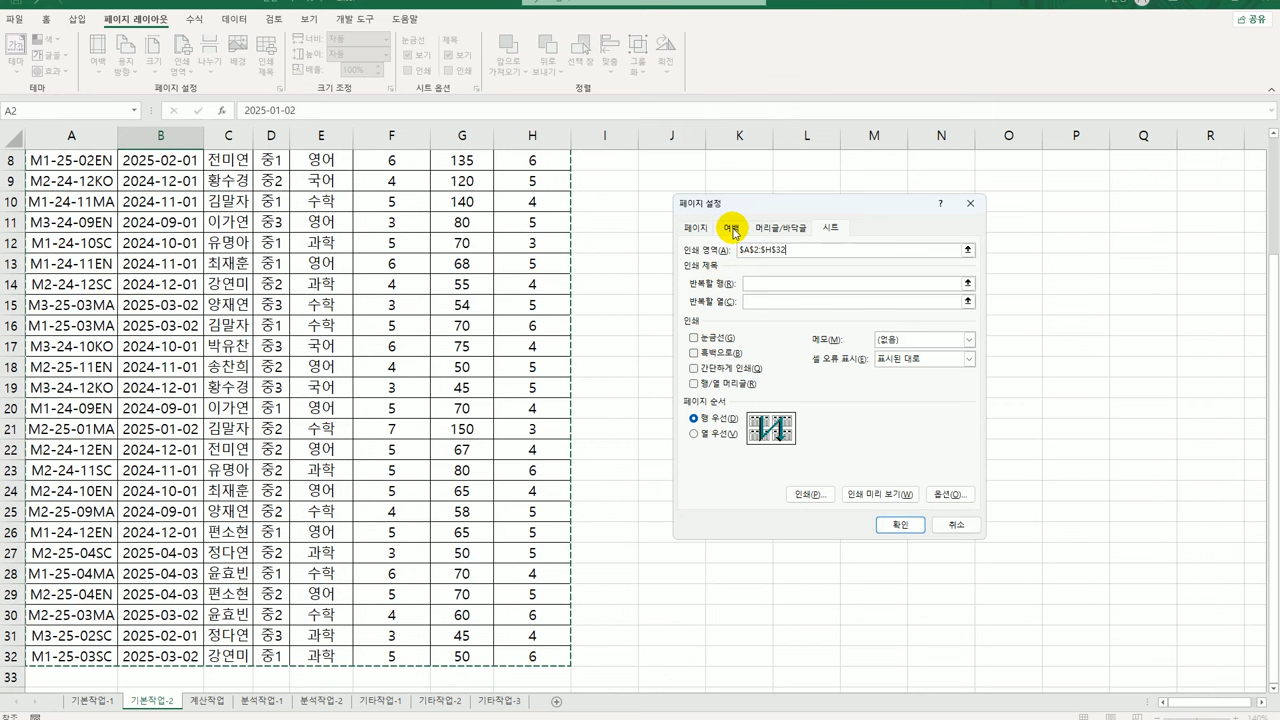 파일 홈 삽입 페이지 레이아웃 수식 데이터 검토 보기 개발 도구 도움말 공유
가가 색 너비: 자동 눈금선 제목
글꼴 높이: 자동 보기 보기
테마 효과 여백 용지 방향 크기 인쇄 영역 나누기 배경 인쇄 제목 배율: 100% 인쇄 인쇄 앞으로 가져오기 뒤로 보내기 선택 창 맞춤 그룹화 회전
테마 페이지 설정 크기 조정 시트 옵션 정렬
A2 fx 2025-01-02
A B C D E F G H I J K L M N O P Q R
8 M1-25-02EN 2025-02-01 전미연 중1 영어 6 135 6
9 M2-24-12KO 2024-12-01 황수경 중2 국어 4 120 5
10 M1-24-11MA 2024-11-01 김말자 중1 수학 5 140 4
11 M3-24-09EN 2024-09-01 이가연 중3 영어 3 80 5
12 M1-24-10SC 2024-10-01 유명아 중1 과학 5 70 3
13 M1-24-11EN 2024-11-01 최재훈 중1 영어 6 68 5
14 M2-24-12SC 2024-12-01 강연미 중2 과학 4 55 4
15 M3-25-03MA 2025-03-02 양재연 중3 수학 3 54 5
16 M1-25-03MA 2025-03-02 김말자 중1 수학 5 70 6
17 M3-24-10KO 2024-10-01 박유찬 중3 국어 6 75 4
18 M2-25-11EN 2024-11-01 송찬희 중2 영어 4 50 5
19 M3-24-12KO 2024-12-01 황수경 중3 국어 3 45 4
20 M1-24-09EN 2024-09-01 이가연 중1 영어 5 70 4
21 M2-25-01MA 2025-01-02 김말자 중2 수학 7 150 3
22 M2-24-12EN 2024-12-01 전미연 중2 영어 5 67 4
23 M2-24-11SC 2024-11-01 유명아 중2 과학 5 80 6
24 M2-24-10EN 2024-10-01 최재훈 중2 영어 5 65 4
25 M2-25-09MA 2024-09-01 양재연 중2 수학 4 58 5
26 M1-24-12EN 2024-12-01 편소현 중1 영어 5 65 5
27 M2-25-04SC 2025-04-03 정다연 중2 과학 3 50 5
28 M1-25-04MA 2025-04-03 윤효빈 중1 수학 6 70 4
29 M2-25-04EN 2025-04-03 편소현 중2 영어 5 70 5
30 M2-25-03MA 2025-03-02 윤효빈 중2 수학 4 60 6
31 M3-25-02SC 2025-02-01 정다연 중3 과학 3 45 4
32 M1-25-03SC 2025-03-02 강연미 중1 과학 5 50 6
33
페이지 설정 ?
페이지 여백 머리글/바닥글 시트
인쇄 영역(A): $A$2:$H$32
인쇄 제목
반복할 행(R):
반복할 열(C):
인쇄
눈금선(G) 메모(M): (없음)
흑백으로(B) 셀 오류 표시(E): 표시된 대로
간단하게 인쇄(Q)
행/열 머리글(R)
페이지 순서
행 우선(D)
열 우선(V)
인쇄(P)... 인쇄 미리 보기(W) 옵션(O)...
확인 취소
기본작업-1 기본작업-2 계산작업 분석작업-1 분석작업-2 기타작업-1 기타작업-2 기타작업-3